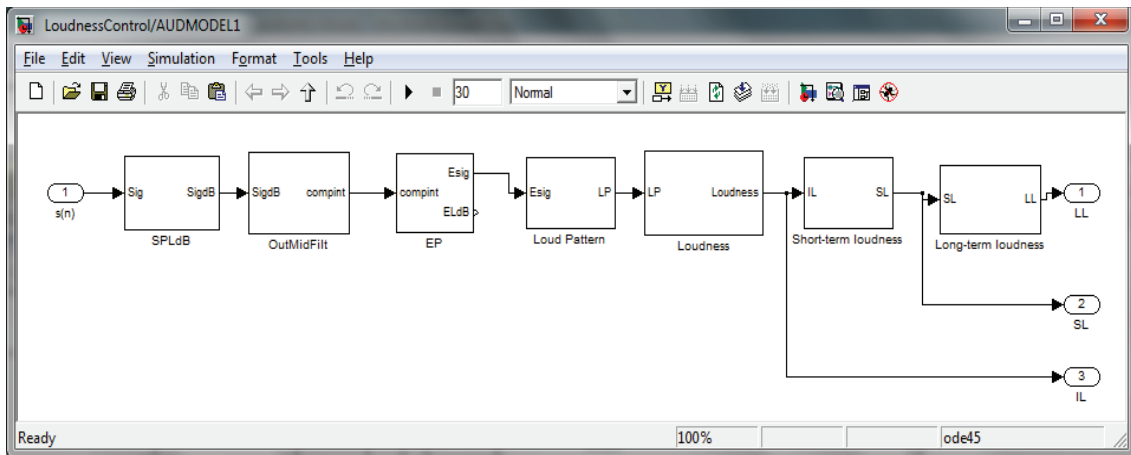 LoudnessControl/AUDMODEL1
File Edit View Simulation Format Tools Help
30 Normal
1
s(n)
Sig SigdB
SPLdB
SigdB compint
OutMidFilt
Esig
compint
ELdB
EP
Esig LP
Loud Pattern
LP Loudness
Loudness
IL SL
Short-term loudness
SL LL
Long-term loudness
1
LL
2
SL
3
IL
Ready 100% ode45